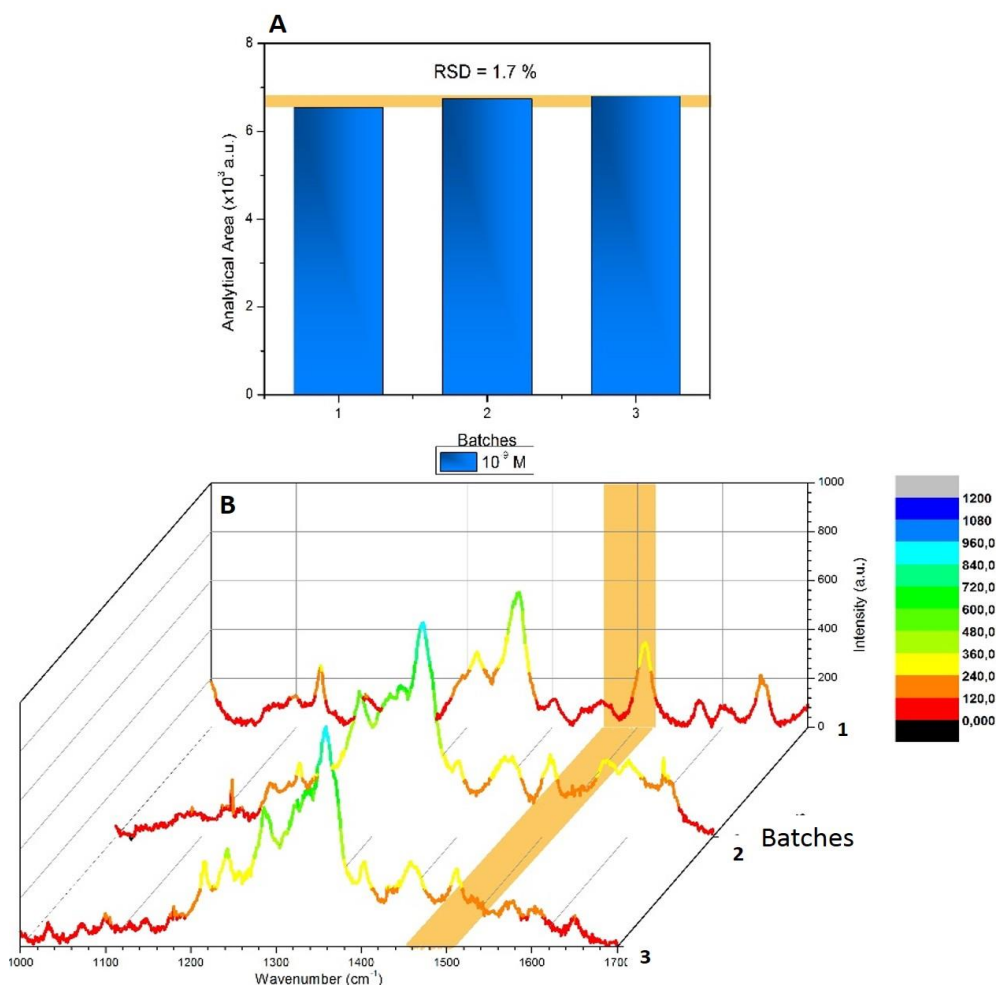 A
8
RSD = 1.7 %
6
4
2
0
Analytical Area (x10³ a.u.)
1 2 3
Batches
10⁻⁹ M
B
1000
800
600
400
200
0
Intensity (a.u.)
1200
1080
960,0
840,0
720,0
600,0
480,0
360,0
240,0
120,0
0,000
1
2
Batches
3
1000 1100 1200 1300 1400 1500 1600 1700
Wavenumber (cm⁻¹)